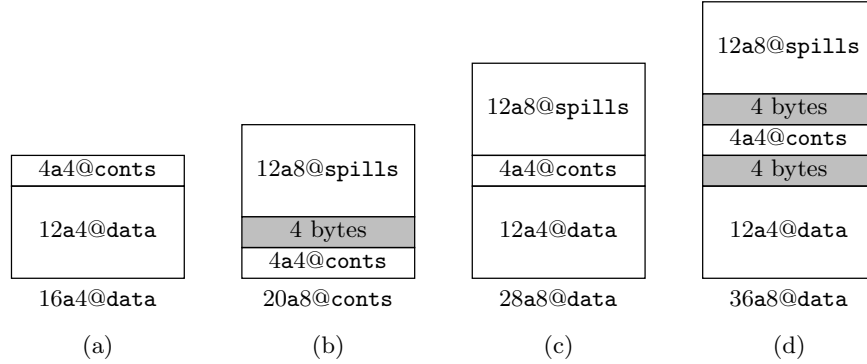 4a4@conts
12a4@data
16a4@data
(a)
12a8@spills
4 bytes
4a4@conts
20a8@conts
(b)
12a8@spills
4a4@conts
12a4@data
28a8@data
(c)
12a8@spills
4 bytes
4a4@conts
4 bytes
12a4@data
36a8@data
(d)